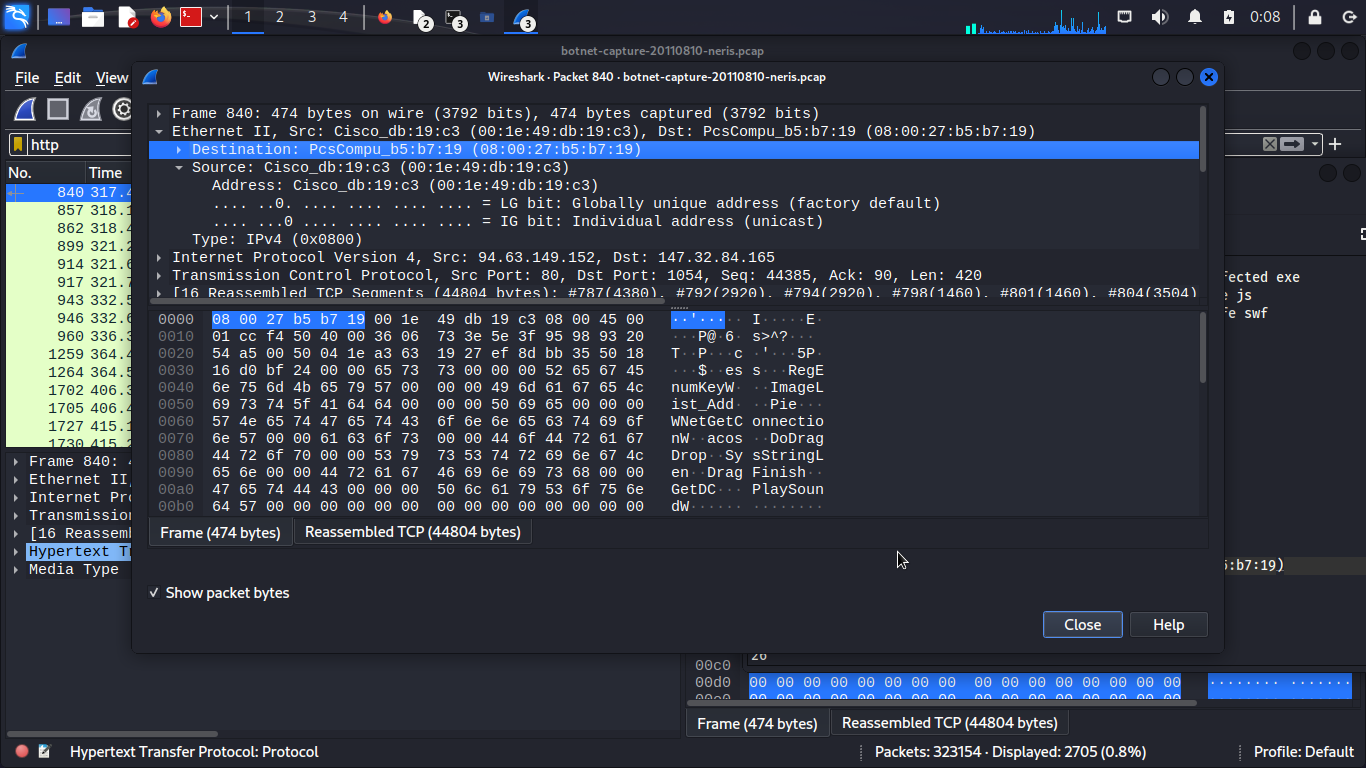 1 2 3 4 2 3 3 0:08
botnet-capture-20110810-neris.pcap
File Edit View
Wireshark · Packet 840 · botnet-capture-20110810-neris.pcap
http
No. Time
840 317.4
857 318.1
862 318.4
899 321.2
914 321.6
917 321.7
943 332.5
946 332.6
960 336.3
1259 364.4
1264 364.5
1702 406.3
1705 406.4
1727 415.1
1730 415.2
Frame 840: 474 bytes on wire (3792 bits), 474 bytes captured (3792 bits)
Ethernet II, Src: Cisco_db:19:c3 (00:1e:49:db:19:c3), Dst: PcsCompu_b5:b7:19 (08:00:27:b5:b7:19)
Destination: PcsCompu_b5:b7:19 (08:00:27:b5:b7:19)
Source: Cisco_db:19:c3 (00:1e:49:db:19:c3)
Address: Cisco_db:19:c3 (00:1e:49:db:19:c3)
.... ..0. .... .... .... .... = LG bit: Globally unique address (factory default)
.... ...0 .... .... .... .... = IG bit: Individual address (unicast)
Type: IPv4 (0x0800)
Internet Protocol Version 4, Src: 94.63.149.152, Dst: 147.32.84.165
Transmission Control Protocol, Src Port: 80, Dst Port: 1054, Seq: 44385, Ack: 90, Len: 420
[16 Reassembled TCP Segments (44804 bytes): #787(4380), #792(2920), #794(2920), #798(1460), #801(1460), #804(3504)
0000 08 00 27 b5 b7 19 00 1e 49 db 19 c3 08 00 45 00 ··'····· I·····E·
0010 01 cc f4 50 40 00 36 06 73 3e 5e 3f 95 98 93 20 ···P@·6· s>^?···
0020 54 a5 00 50 04 1e a3 63 19 27 ef 8d bb 35 50 18 T··P···c ·'···5P·
0030 16 d0 bf 24 00 00 65 73 73 00 00 00 52 65 67 45 ···$··es s···RegE
0040 6e 75 6d 4b 65 79 57 00 00 00 49 6d 61 67 65 4c numKeyW· ··ImageL
0050 69 73 74 5f 41 64 64 00 00 00 50 69 65 00 00 00 ist_Add· ··Pie···
0060 57 4e 65 74 47 65 74 43 6f 6e 6e 65 63 74 69 6f WNetGetC onnectio
0070 6e 57 00 00 61 63 6f 73 00 00 44 6f 44 72 61 67 nW··acos ··DoDrag
0080 44 72 6f 70 00 00 53 79 73 53 74 72 69 6e 67 4c Drop··Sy sStringL
0090 65 6e 00 00 44 72 61 67 46 69 6e 69 73 68 00 00 en··Drag Finish··
00a0 47 65 74 44 43 00 00 00 50 6c 61 79 53 6f 75 6e GetDC··· PlaySoun
00b0 64 57 00 00 00 00 00 00 00 00 00 00 00 00 00 00 dW······ ········
Frame (474 bytes) Reassembled TCP (44804 bytes)
Show packet bytes
Close Help
Frame 840:
Ethernet II,
Internet Pr
Transmission
[16 Reassemb
Hypertext T
Media Type
fected exe
e js
fe swf
:b7:19)
00c0 26
00d0 00 00 00 00 00 00 00 00 00 00 00 00 00 00 00 00 ········ ·······
Frame (474 bytes) Reassembled TCP (44804 bytes)
Hypertext Transfer Protocol: Protocol
Packets: 323154 · Displayed: 2705 (0.8%)
Profile: Default